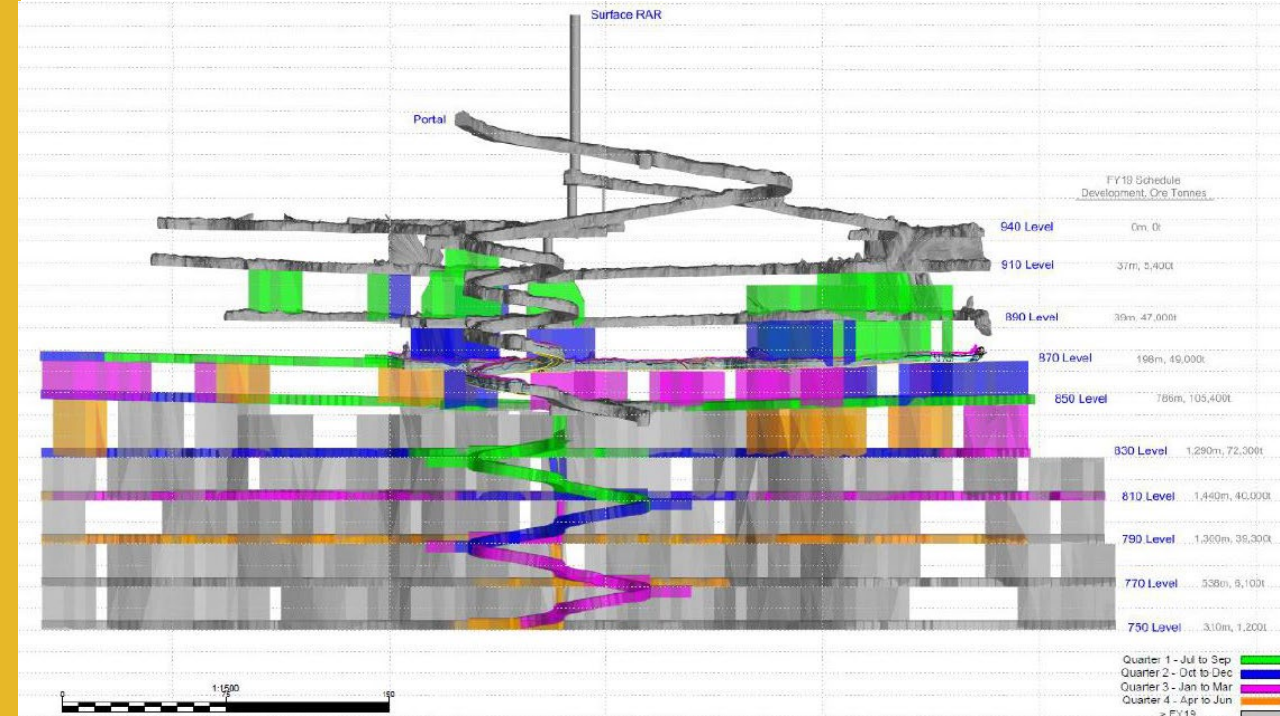 Surface RAR
Portal
FY19 Schedule
Development, Ore Tonnes
940 Level 0m, 0t
910 Level 37m, 5,400t
890 Level 39m, 47,000t
870 Level 198m, 49,000t
850 Level 786m, 105,400t
830 Level 1,290m, 72,300t
810 Level 1,440m, 40,000t
790 Level 39,300t
770 Level 538m, 9,100t
750 Level 310m, 1,200t
Quarter 1 - Jul to Sep
Quarter 2 - Oct to Dec
Quarter 3 - Jan to Mar
Quarter 4 - Apr to Jun
> FY19
1:1500
0 75 150